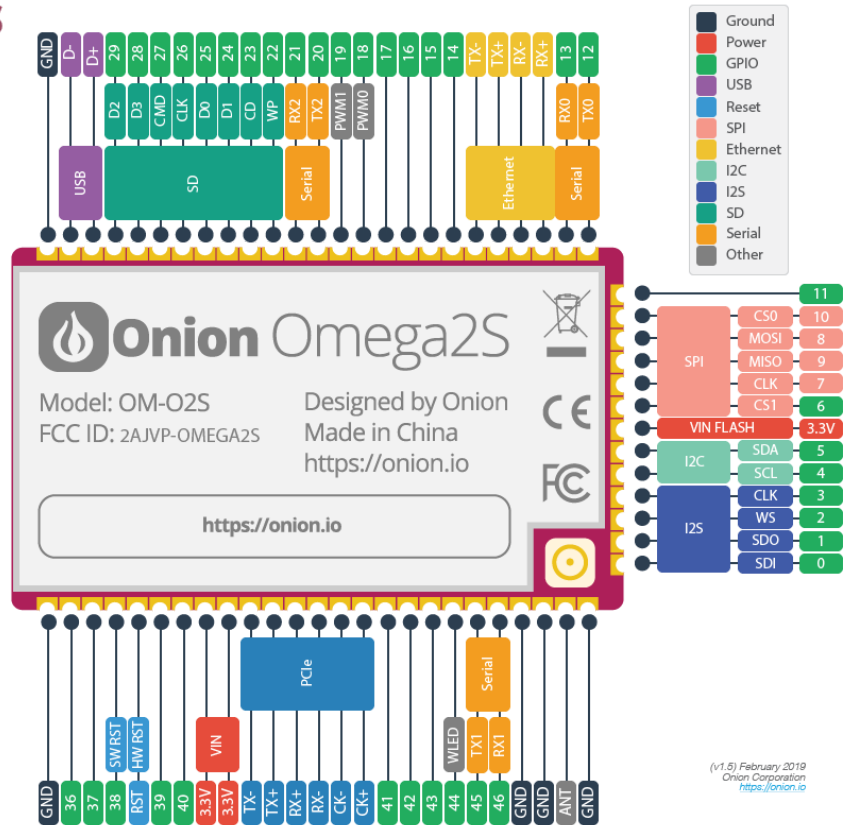 S
GND D- D+ 29 28 27 26 25 24 23 22 21 20 19 18 17 16 15 14 TX- TX+ RX- RX+ 13 12
D2 D3 CMD CLK D0 D1 CD WP RX2 TX2 PWM1 PWM0 RX0 TX0
USB SD Serial Ethernet Serial
Ground
Power
GPIO
USB
Reset
SPI
Ethernet
I2C
I2S
SD
Serial
Other
Onion Omega2S
Model: OM-O2S
FCC ID: 2AJVP-OMEGA2S
Designed by Onion
Made in China
https://onion.io
CE
FC
https://onion.io
11
SPI
CS0 10
MOSI 8
MISO 9
CLK 7
CS1 6
VIN FLASH 3.3V
I2C
SDA 5
SCL 4
I2S
CLK 3
WS 2
SDO 1
SDI 0
PCIe Serial
SW RST HW RST VIN WLED TX1 RX1
GND 36 37 38 RST 39 40 3.3V 3.3V TX- TX+ RX+ RX- CK- CK+ 41 42 43 44 45 46 GND GND ANT GND
(v1.5) February 2019
Onion Corporation
https://onion.io